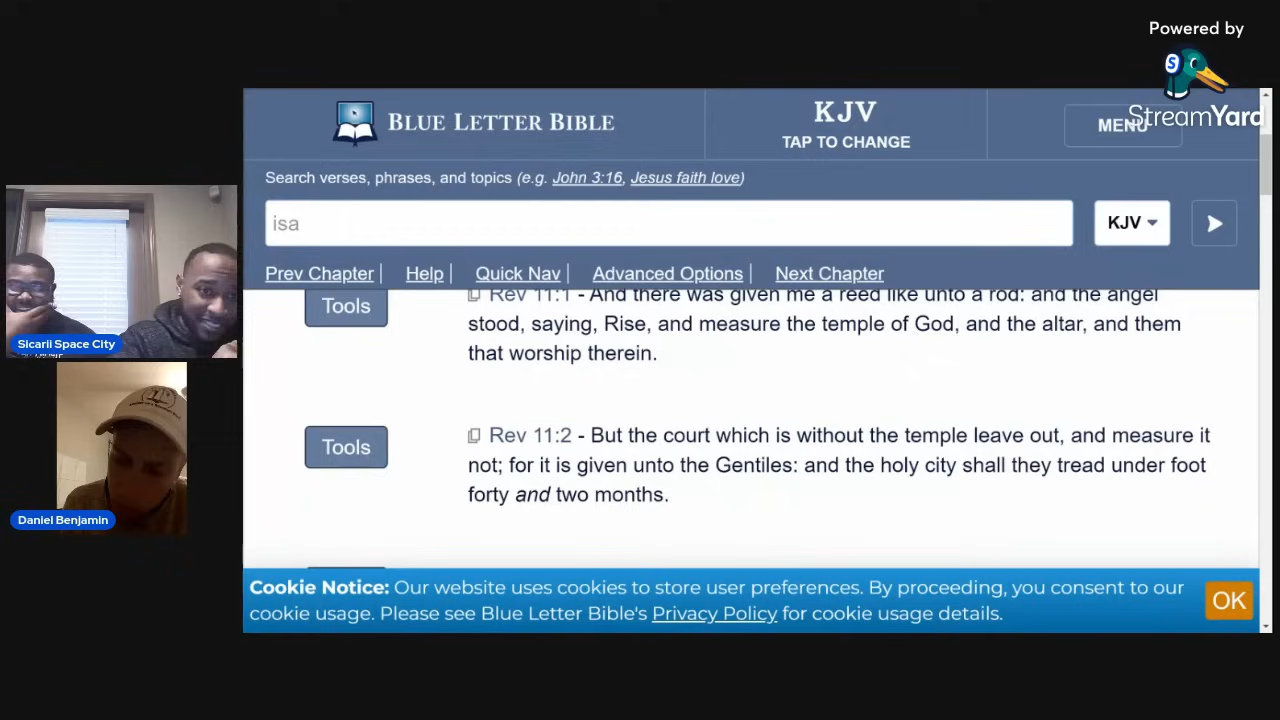 Powered by
StreamYard
BLUE LETTER BIBLE
KJV
TAP TO CHANGE
MENU
Search verses, phrases, and topics (e.g. John 3:16, Jesus faith love)
isa
KJV
Prev Chapter | Help | Quick Nav | Advanced Options | Next Chapter
Tools
Rev 11:1 - And there was given me a reed like unto a rod: and the angel
stood, saying, Rise, and measure the temple of God, and the altar, and them
that worship therein.
Tools
Rev 11:2 - But the court which is without the temple leave out, and measure it
not; for it is given unto the Gentiles: and the holy city shall they tread under foot
forty and two months.
Cookie Notice: Our website uses cookies to store user preferences. By proceeding, you consent to our
cookie usage. Please see Blue Letter Bible's Privacy Policy for cookie usage details.
OK
Sicarii Space City
Daniel Benjamin